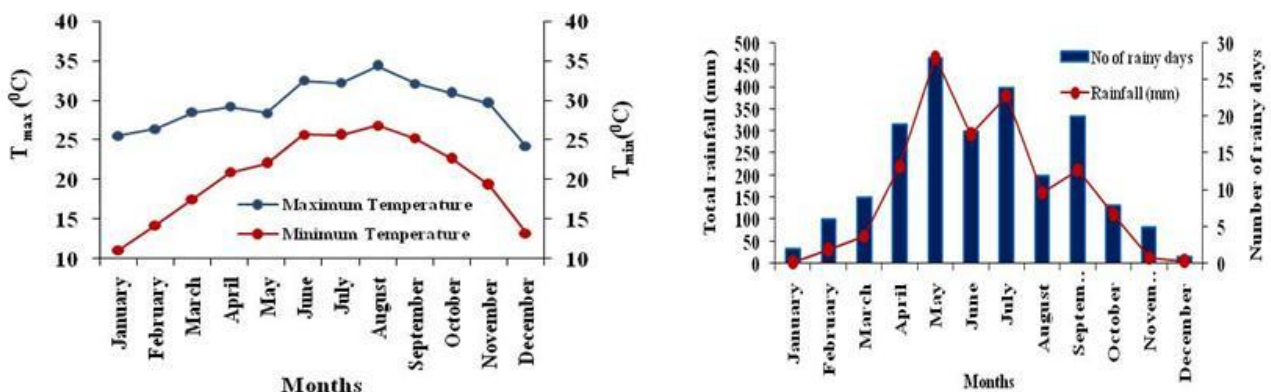 40
35
30
25
20
15
10
T max (⁰C)
40
35
30
25
20
15
10
Tmin(⁰C)
Maximum Temperature
Minimum Temperature
January
February
March
April
May
June
July
August
September
October
November
December
Months
500
450
400
350
300
250
200
150
100
50
0
Total rainfall (mm)
30
25
20
15
10
5
0
Number of rainy days
No of rainy days
Rainfall (mm)
January
February
March
April
May
June
July
August
Septem..
October
Novem..
December
Months